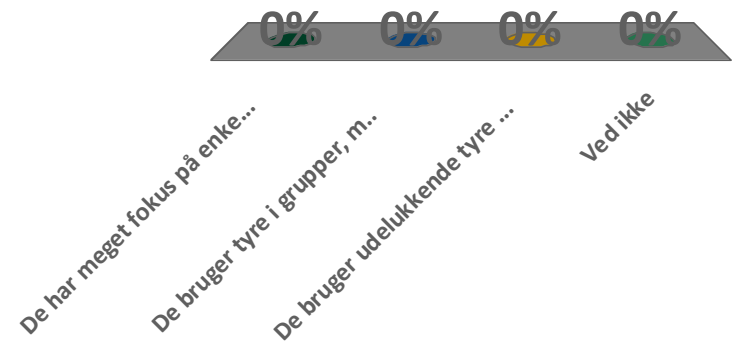 0% 0% 0% 0%
De har meget fokus på enke...
De bruger tyre i grupper, m..
De bruger udelukkende tyre ...
Ved ikke